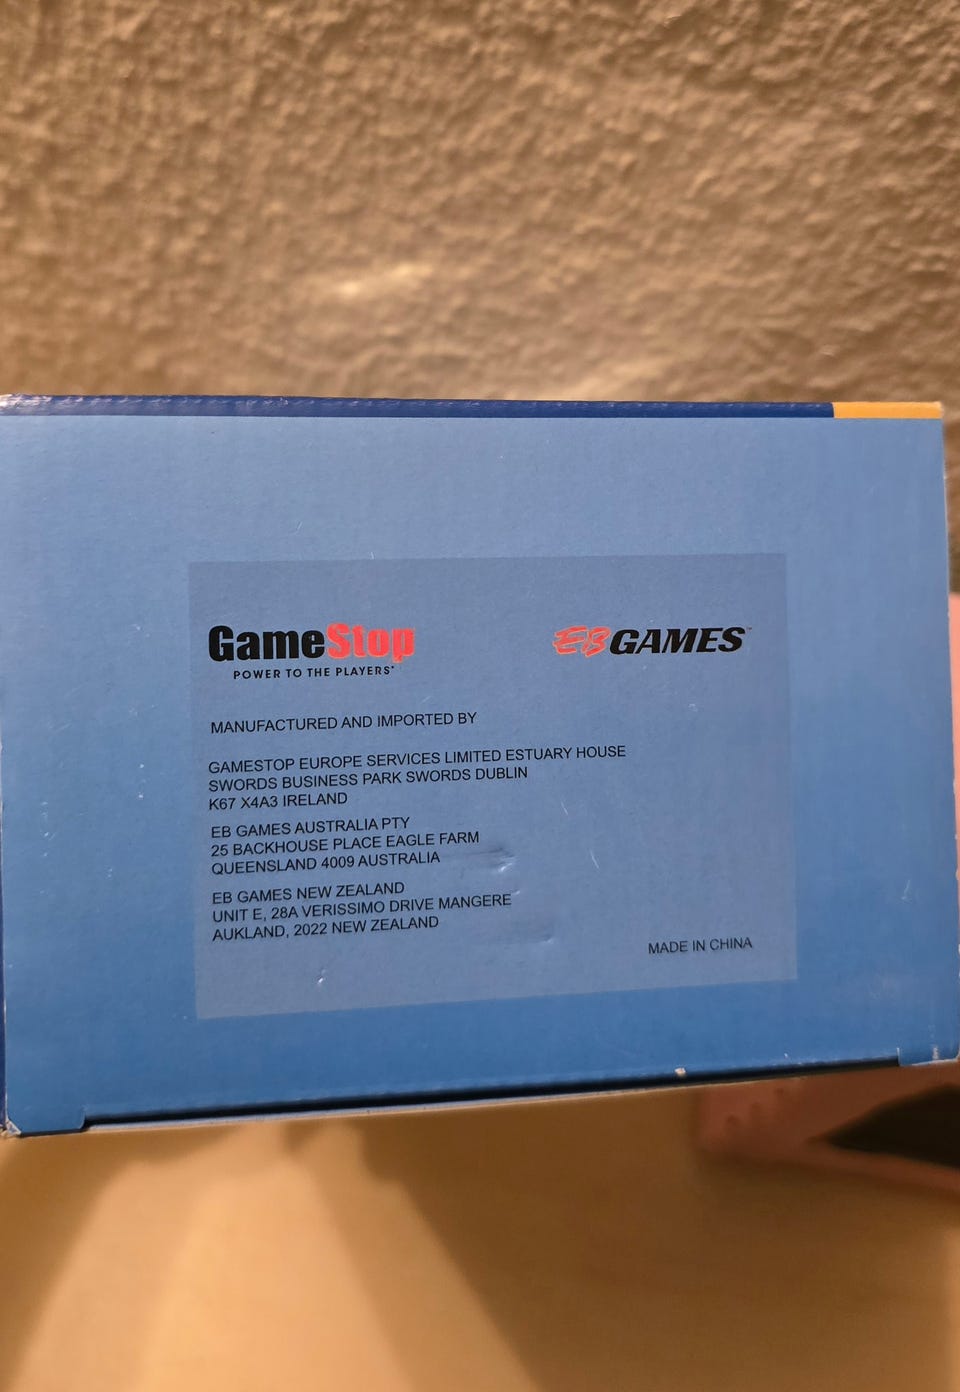 GameStop
POWER TO THE PLAYERS®
EB GAMES™
MANUFACTURED AND IMPORTED BY
GAMESTOP EUROPE SERVICES LIMITED ESTUARY HOUSE
SWORDS BUSINESS PARK SWORDS DUBLIN
K67 X4A3 IRELAND
EB GAMES AUSTRALIA PTY
25 BACKHOUSE PLACE EAGLE FARM
QUEENSLAND 4009 AUSTRALIA
EB GAMES NEW ZEALAND
UNIT E, 28A VERISSIMO DRIVE MANGERE
AUKLAND, 2022 NEW ZEALAND
MADE IN CHINA